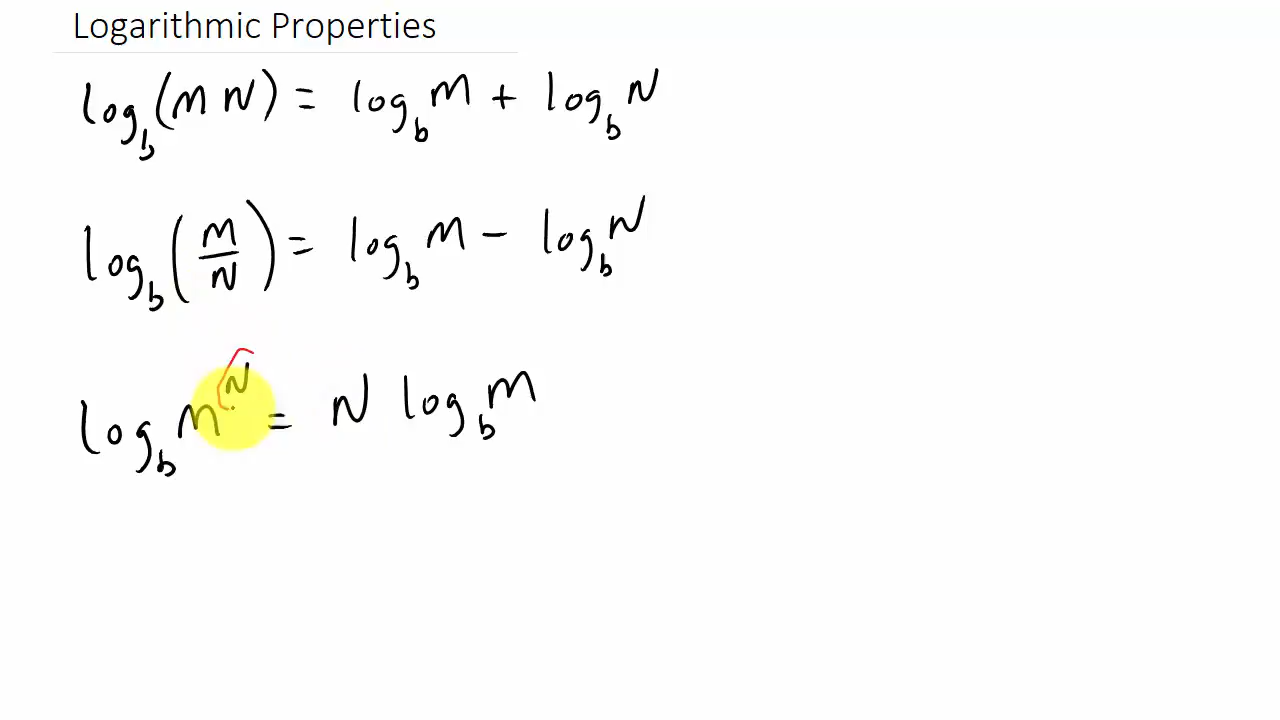 Logarithmic Properties
log_b(MN) = log_b M + log_b N
log_b(M/N) = log_b M - log_b N
log_b M^N = N log_b M